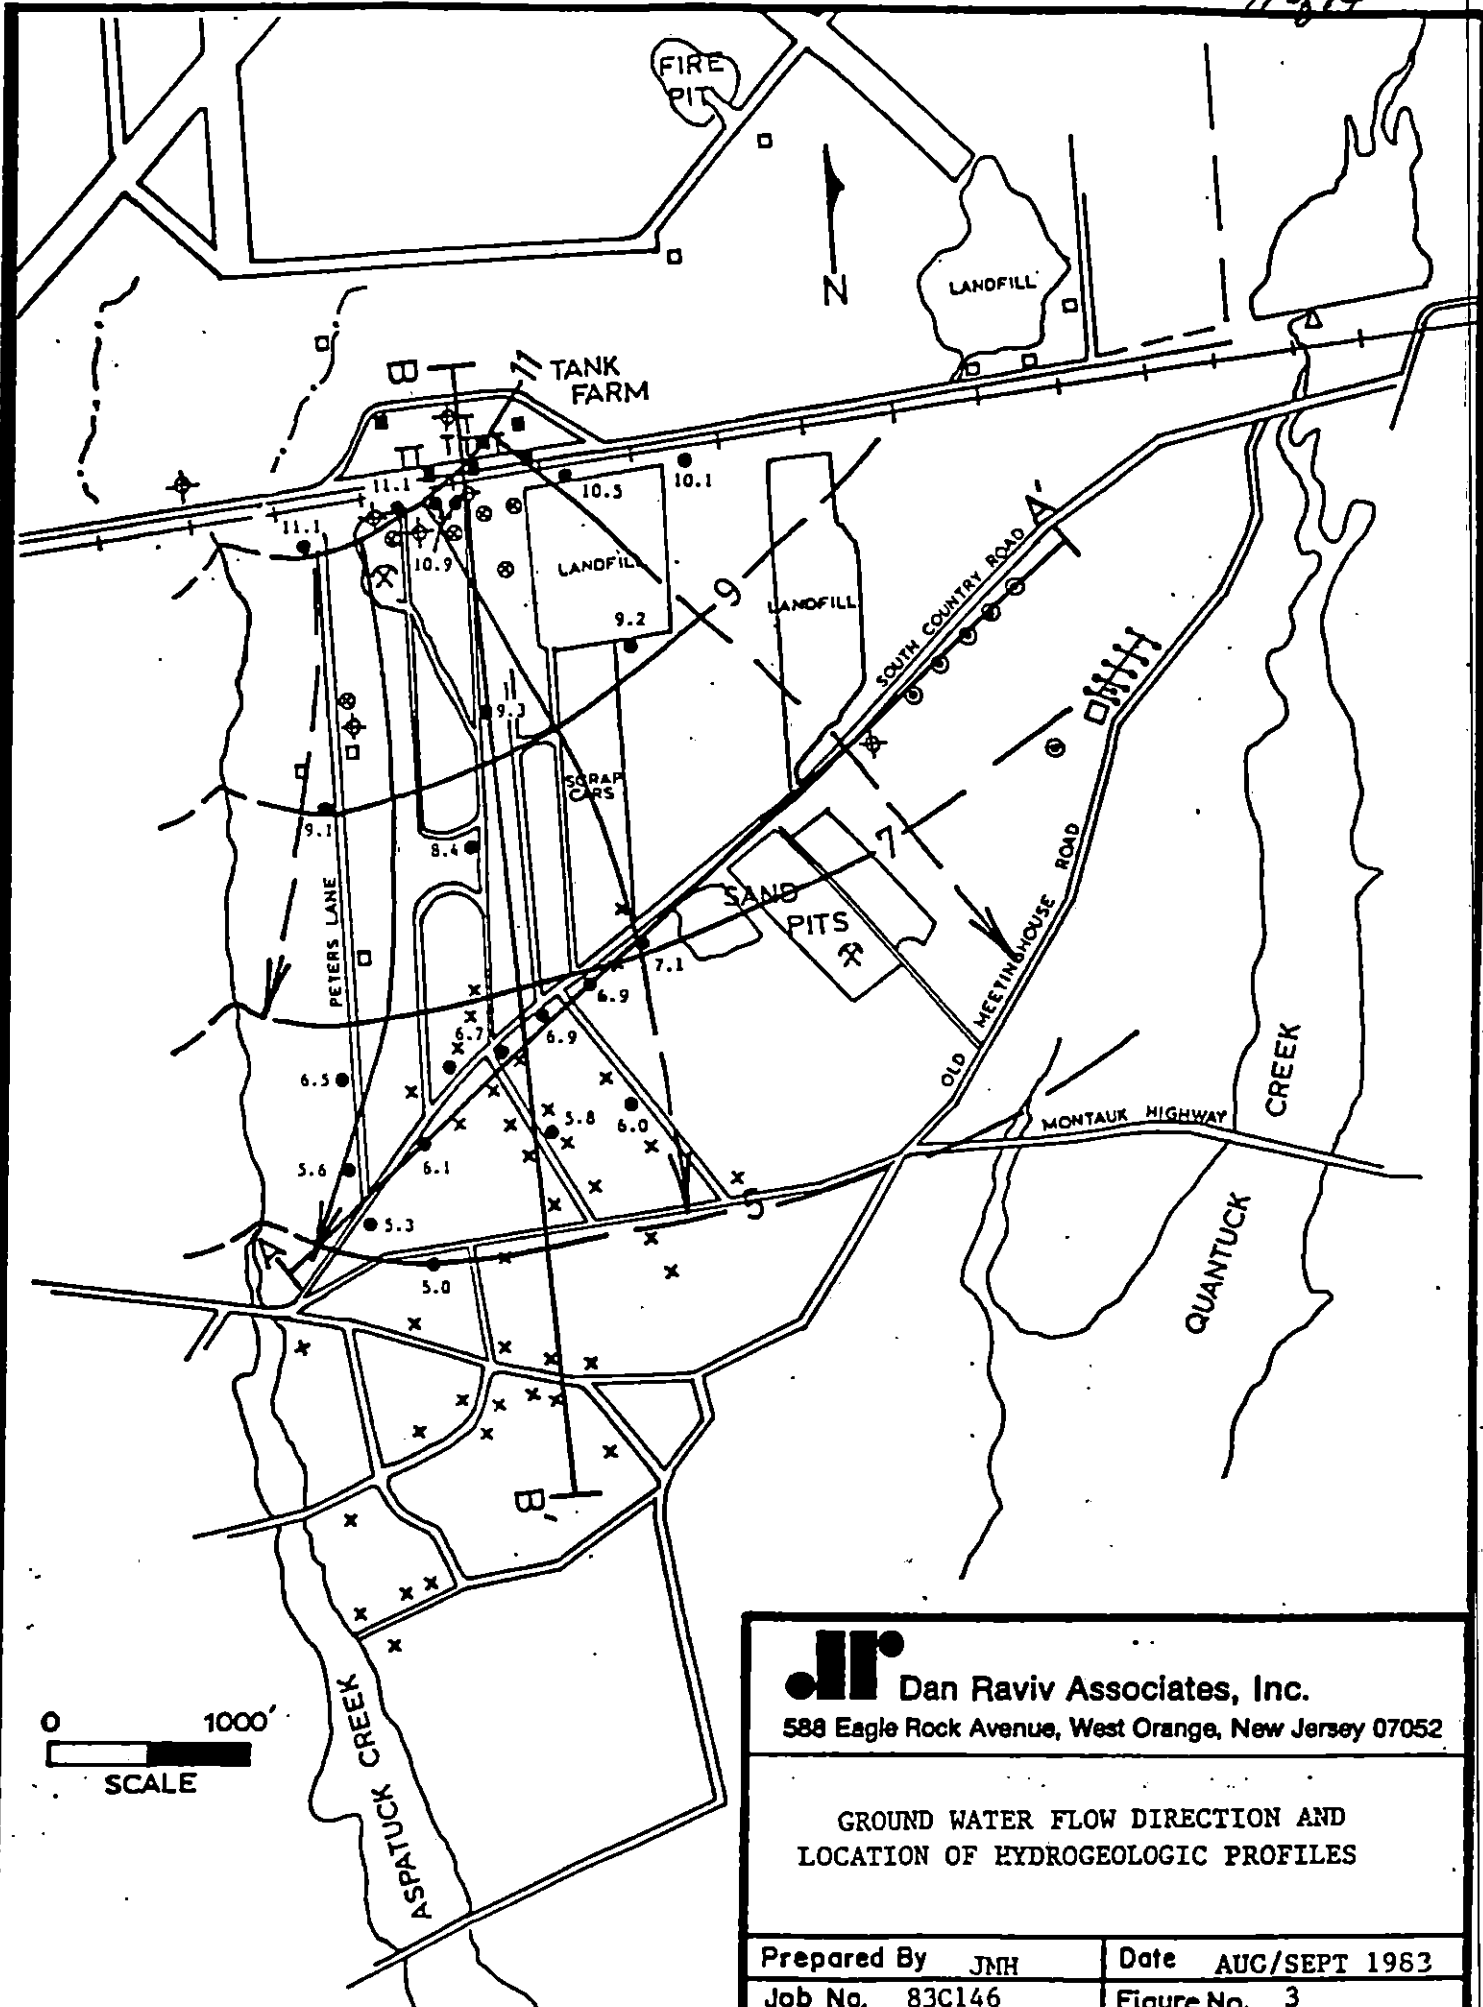 FIRE
PIT
N
LANDFILL
B
11
TANK
FARM
11.1
10.5
10.1
11.1
10.9
LANDFILL
LANDFILL
9
9.2
SOUTH COUNTRY ROAD
A'
9.3
SCRAP
CARS
9.1
8.4
7
PETERS LANE
SAND
PITS
OLD MEETINGHOUSE ROAD
7.1
6.9
6.9
6.7
6.5
5.8
6.0
MONTAUK HIGHWAY
QUANTUCK CREEK
6.1
5.6
5.3
5
A
5.0
B'
0 1000'
SCALE
ASPATUCK CREEK
Dan Raviv Associates, Inc.
588 Eagle Rock Avenue, West Orange, New Jersey 07052
GROUND WATER FLOW DIRECTION AND
LOCATION OF HYDROGEOLOGIC PROFILES
Prepared By JMH
Date AUG/SEPT 1983
Job No. 83C146
Figure No. 3